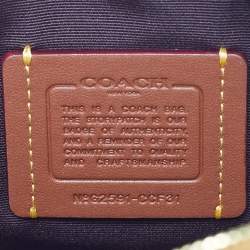 COACH
NEW YORK
THIS IS A COACH BAG.
THE STORYPATCH IS OUR
BADGE OF AUTHENTICITY,
AND A REMINDER OF OUR
COMMITMENT TO QUALITY
AND CRAFTSMANSHIP
Nº62591-CCF31